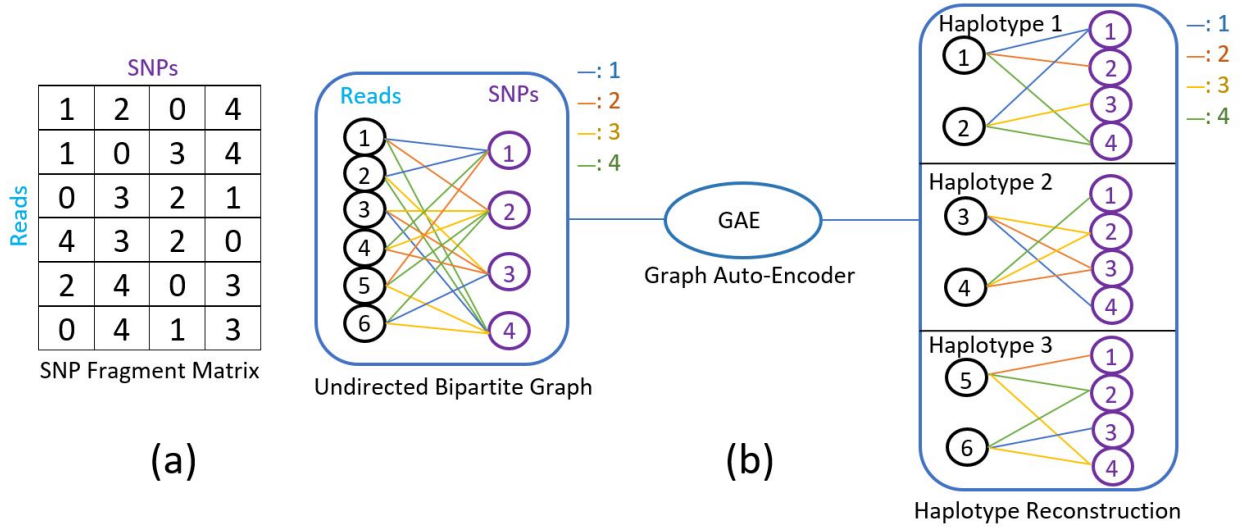 SNPs
Reads
1 2 0 4
1 0 3 4
0 3 2 1
4 3 2 0
2 4 0 3
0 4 1 3
SNP Fragment Matrix
(a)
Reads
SNPs
1
2
3
4
5
6
1
2
3
4
—: 1
—: 2
—: 3
—: 4
Undirected Bipartite Graph
GAE
Graph Auto-Encoder
(b)
Haplotype 1
1
2
1
2
3
4
Haplotype 2
3
4
1
2
3
4
Haplotype 3
5
6
1
2
3
4
—: 1
—: 2
—: 3
—: 4
Haplotype Reconstruction